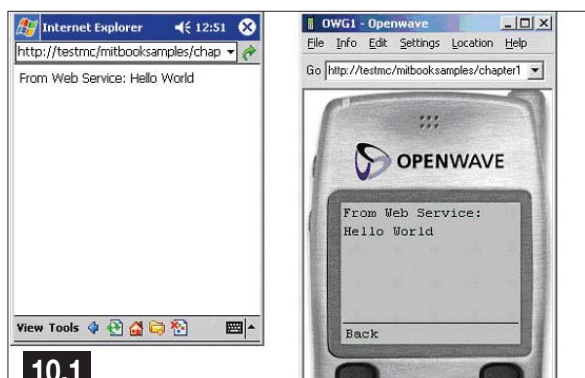 Internet Explorer 12:51
http://testmc/mitbooksamples/chap
From Web Service: Hello World
View Tools
10.1
OWG1 - Openwave
File Info Edit Settings Location Help
Go http://testmc/mitbooksamples/chapter1
OPENWAVE
From Web Service:
Hello World
Back